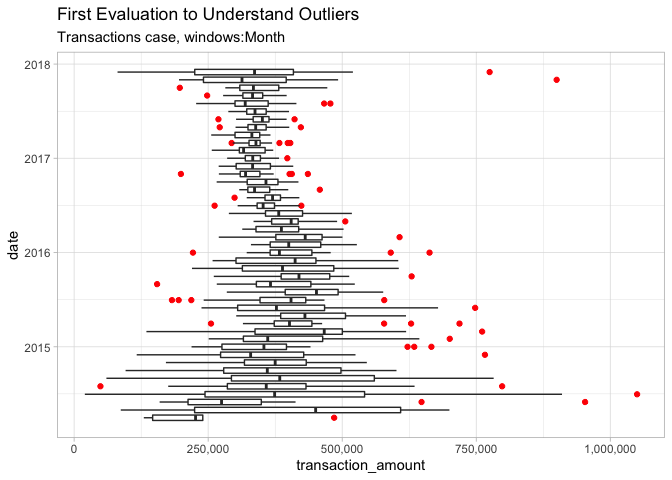 First Evaluation to Understand Outliers
Transactions case, windows:Month
2018
2017
2016
2015
date
0
250,000
500,000
750,000
1,000,000
transaction_amount